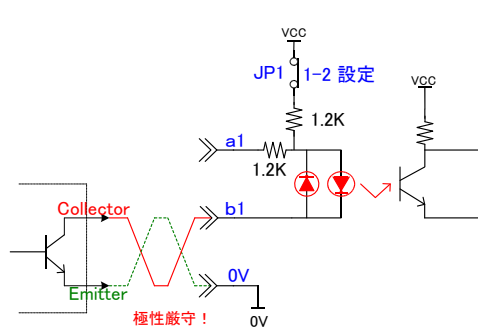 VCC
JP1 1-2 設定
VCC
1.2K
a1
1.2K
Collector
b1
0V
Emitter
極性厳守！
0V